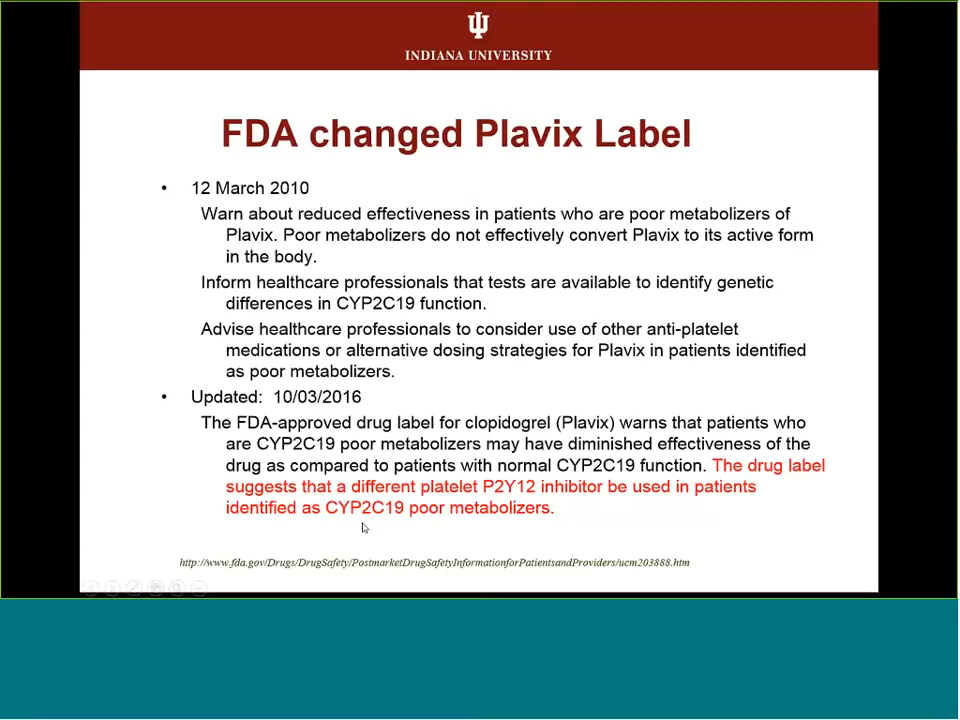 INDIANA UNIVERSITY
FDA changed Plavix Label
• 12 March 2010
Warn about reduced effectiveness in patients who are poor metabolizers of
Plavix. Poor metabolizers do not effectively convert Plavix to its active form
in the body.
Inform healthcare professionals that tests are available to identify genetic
differences in CYP2C19 function.
Advise healthcare professionals to consider use of other anti-platelet
medications or alternative dosing strategies for Plavix in patients identified
as poor metabolizers.
• Updated: 10/03/2016
The FDA-approved drug label for clopidogrel (Plavix) warns that patients who
are CYP2C19 poor metabolizers may have diminished effectiveness of the
drug as compared to patients with normal CYP2C19 function. The drug label
suggests that a different platelet P2Y12 inhibitor be used in patients
identified as CYP2C19 poor metabolizers.
http://www.fda.gov/Drugs/DrugSafety/PostmarketDrugSafetyInformationforPatientsandProviders/ucm203888.htm